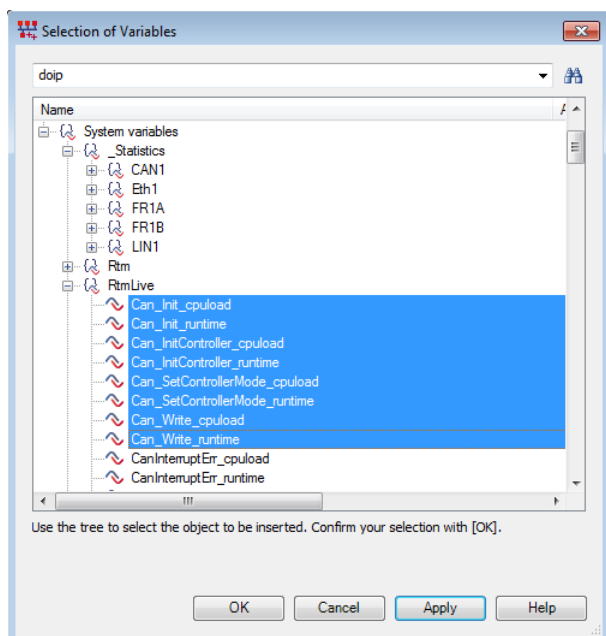 Selection of Variables
doip
Name
System variables
_Statistics
CAN1
Eth1
FR1A
FR1B
LIN1
Rtm
RtmLive
Can_Init_cpuload
Can_Init_runtime
Can_InitController_cpuload
Can_InitController_runtime
Can_SetControllerMode_cpuload
Can_SetControllerMode_runtime
Can_Write_cpuload
Can_Write_runtime
CanInterruptErr_cpuload
CanInterruptErr_runtime
Use the tree to select the object to be inserted. Confirm your selection with [OK].
OK Cancel Apply Help